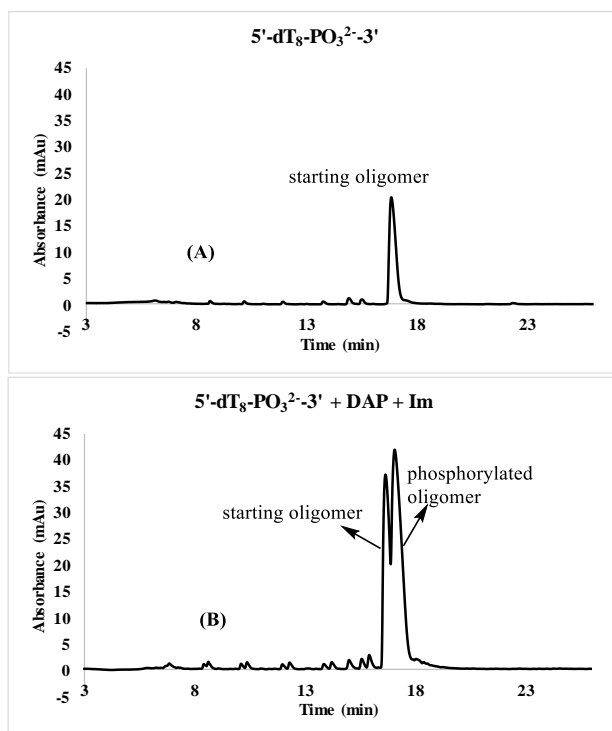 5'-dT₈-PO₃²⁻-3'
45
40
35
30
25
20
15
10
5
0
-5
Absorbance (mAu)
starting oligomer
(A)
3 8 13 18 23
Time (min)
5'-dT₈-PO₃²⁻-3' + DAP + Im
45
40
35
30
25
20
15
10
5
0
-5
Absorbance (mAu)
phosphorylated
oligomer
starting oligomer
(B)
3 8 13 18 23
Time (min)